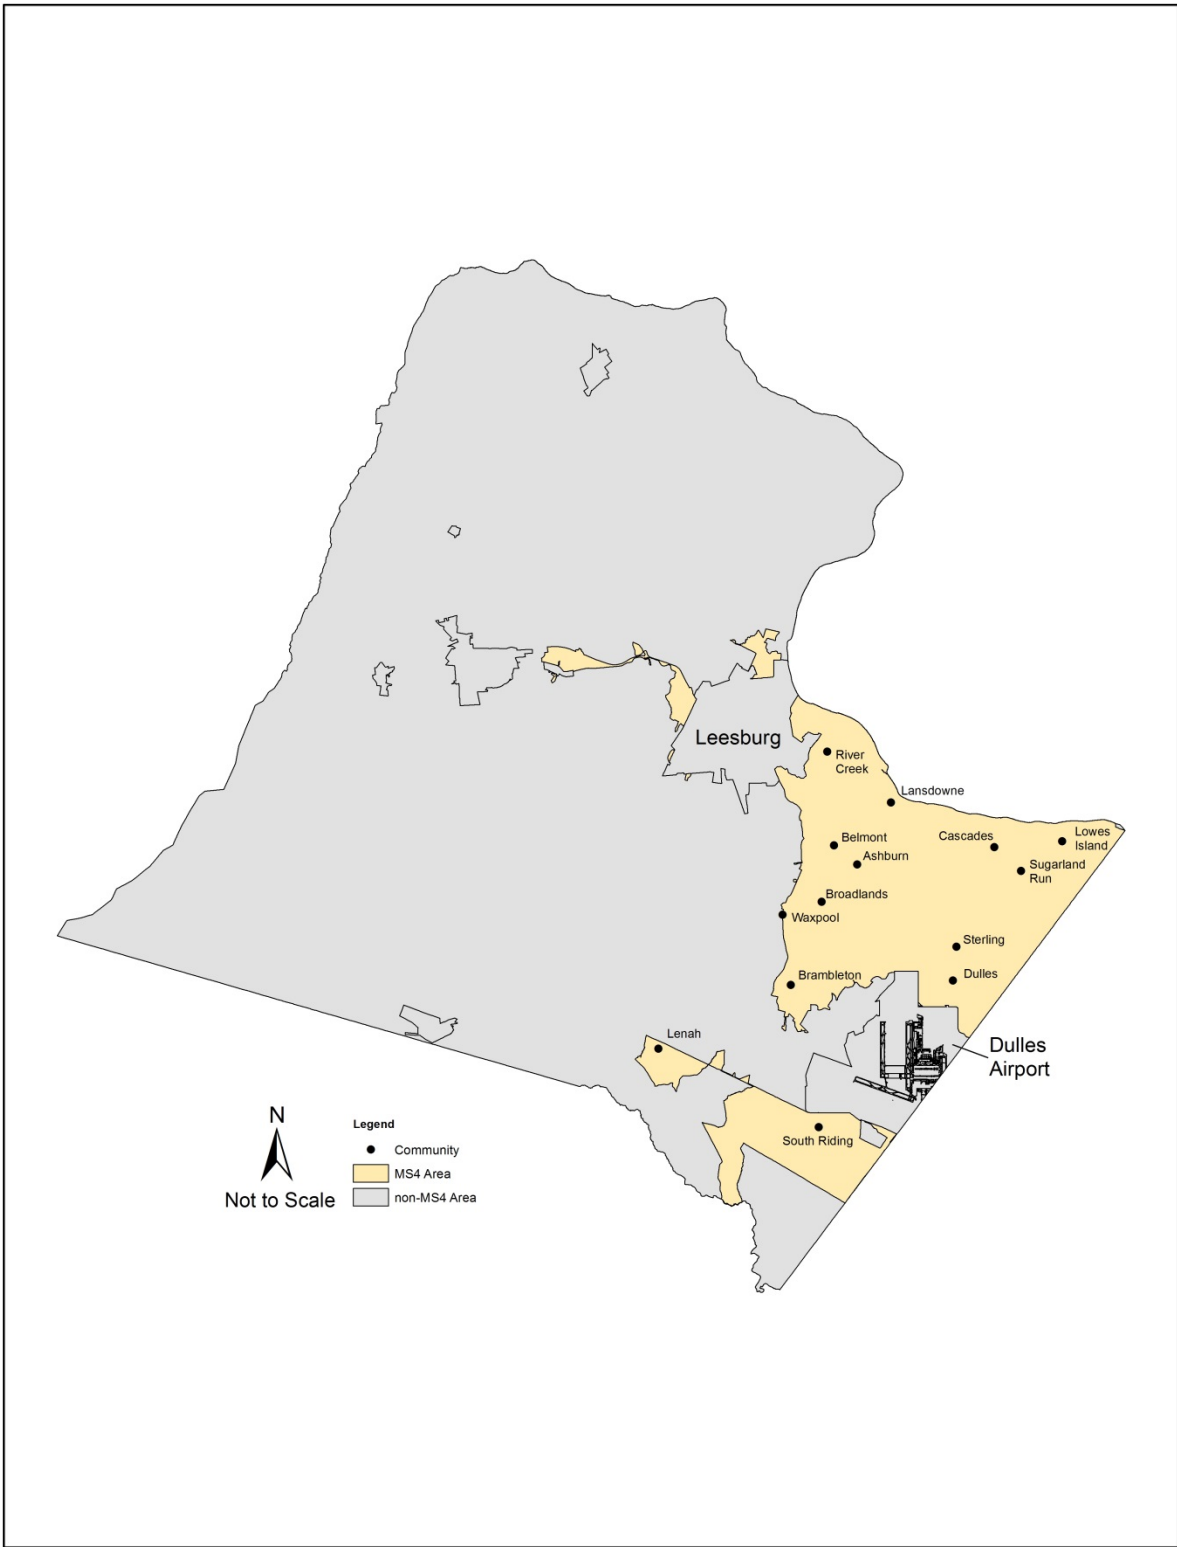 Leesburg
River
Creek
Lansdowne
Belmont
Ashburn
Cascades
Lowes
Island
Sugarland
Run
Broadlands
Waxpool
Sterling
Dulles
Brambleton
Lenah
Dulles
Airport
South Riding
N
Not to Scale
Legend
Community
MS4 Area
non-MS4 Area